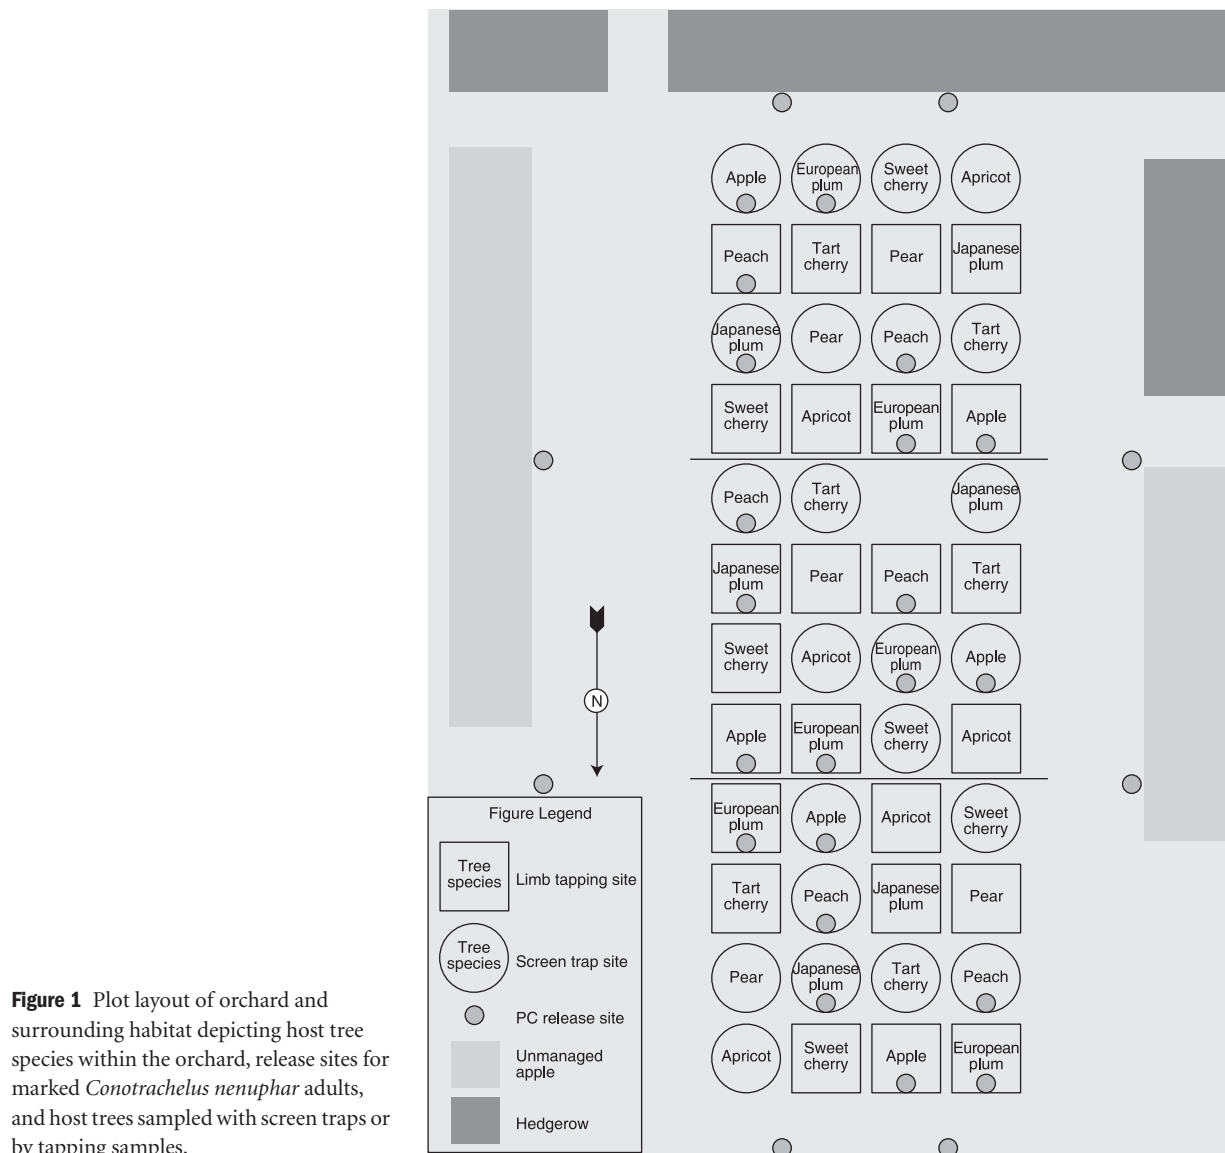 Apple
European
plum
Sweet
cherry
Apricot
Peach
Tart
cherry
Pear
Japanese
plum
Japanese
plum
Pear
Peach
Tart
cherry
Sweet
cherry
Apricot
European
plum
Apple
Peach
Tart
cherry
Japanese
plum
Japanese
plum
Pear
Peach
Tart
cherry
Sweet
cherry
Apricot
European
plum
Apple
N
Apple
European
plum
Sweet
cherry
Apricot
European
plum
Apple
Apricot
Sweet
cherry
Tart
cherry
Peach
Japanese
plum
Pear
Pear
Japanese
plum
Tart
cherry
Peach
Apricot
Sweet
cherry
Apple
European
plum
Figure Legend
Tree
species
Limb tapping site
Tree
species
Screen trap site
PC release site
Unmanaged
apple
Hedgerow
Figure 1 Plot layout of orchard and
surrounding habitat depicting host tree
species within the orchard, release sites for
marked Conotrachelus nenuphar adults,
and host trees sampled with screen traps or
by tapping samples.